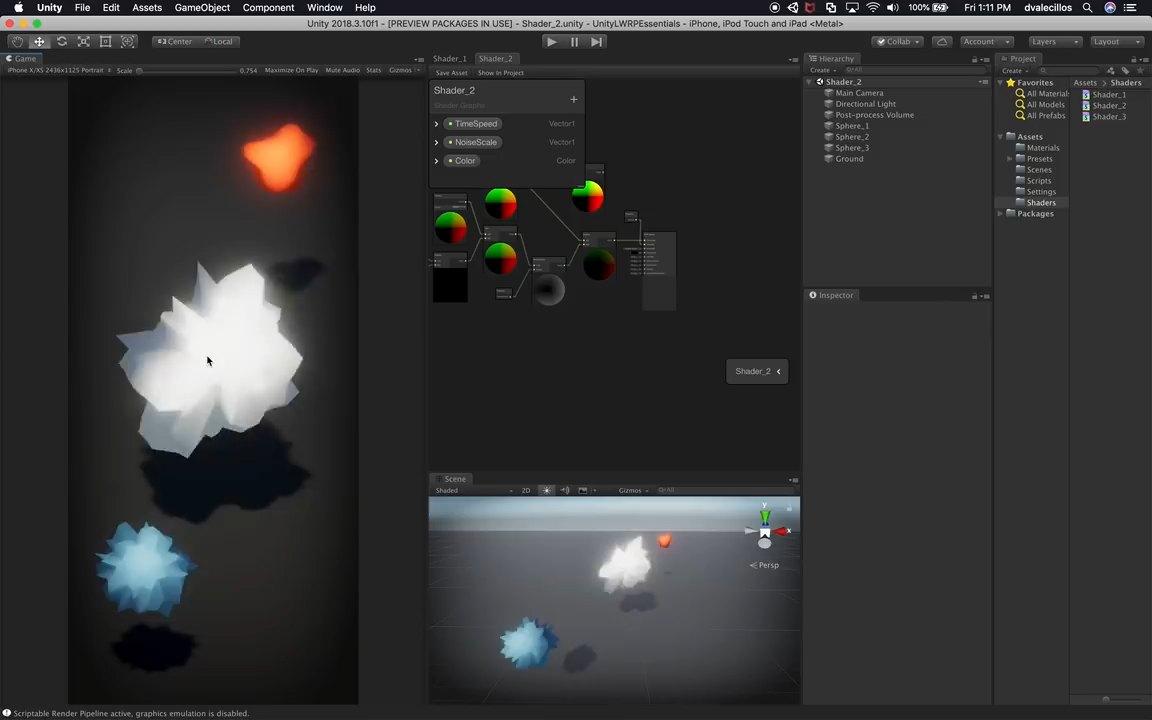 Unity File Edit Assets GameObject Component Window Help 100% Fri 1:11 PM dvalecillos
Unity 2018.3.10f1 - [PREVIEW PACKAGES IN USE] - Shader_2.unity - UnityLWRPEssentials - iPhone, iPod Touch and iPad <Metal>
Center Local Collab Account Layers Layout
Game
iPhone X/XS 2436x1125 Portrait Scale 0.754 Maximize On Play Mute Audio Stats Gizmos
Shader_1 Shader_2
Save Asset Show In Project
Shader_2
Shader Graphs
TimeSpeed Vector1
NoiseScale Vector1
Color Color
Shader_2
Scene
Shaded 2D Gizmos All
y
x
Persp
Hierarchy
Create All
Shader_2
Main Camera
Directional Light
Post-process Volume
Sphere_1
Sphere_2
Sphere_3
Ground
Inspector
Project
Create
Favorites
All Materials
All Models
All Prefabs
Assets
Materials
Presets
Scenes
Scripts
Settings
Shaders
Packages
Assets Shaders
Shader_1
Shader_2
Shader_3
Scriptable Render Pipeline active, graphics emulation is disabled.